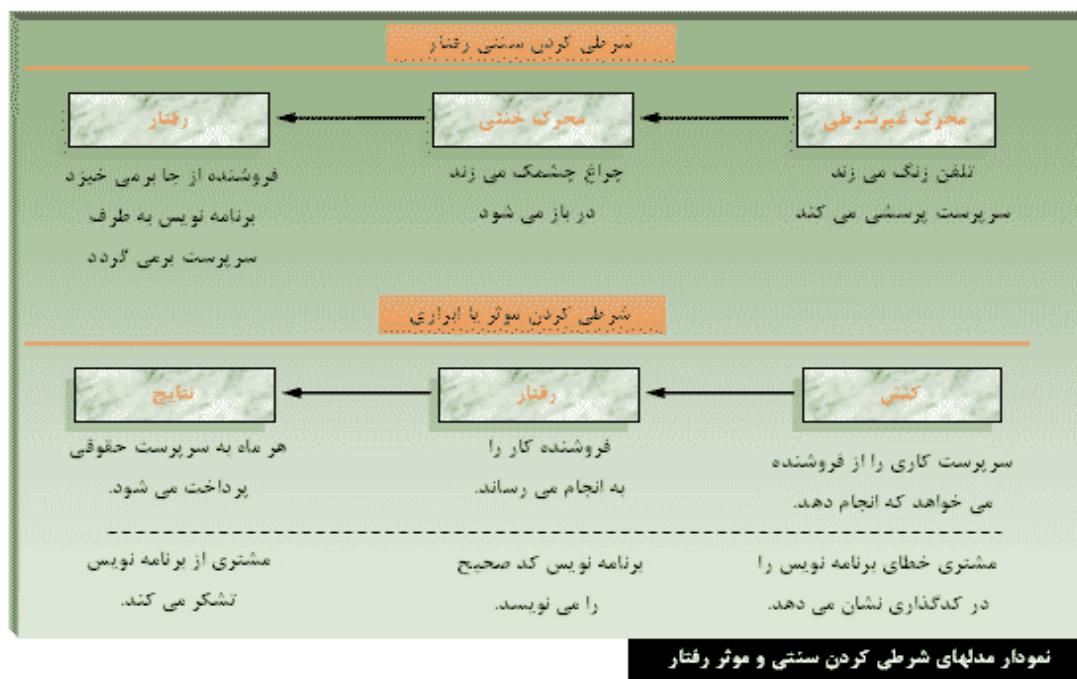 شرطی کردن سنتی رفتار
محرک غیرشرطی
محرک خنثی
رفتار
تلفن زنگ می زند
سرپرست پرسشی می کند
چراغ چشمک می زند
در باز می شود
فروشنده از جا برمی خیزد
برنامه نویس به طرف
سرپرست برمی گردد
شرطی کردن موثر یا ابزاری
کنش
رفتار
نتایج
سرپرست کاری را از فروشنده
می خواهد که انجام دهد.
فروشنده کار را
به انجام می رساند.
هر ماه به سرپرست حقوقی
پرداخت می شود.
مشتری خطای برنامه نویس را
در کدگذاری نشان می دهد.
برنامه نویس کد صحیح
را می نویسد.
مشتری از برنامه نویس
تشکر می کند.
نمودار مدلهای شرطی کردن سنتی و موثر رفتار